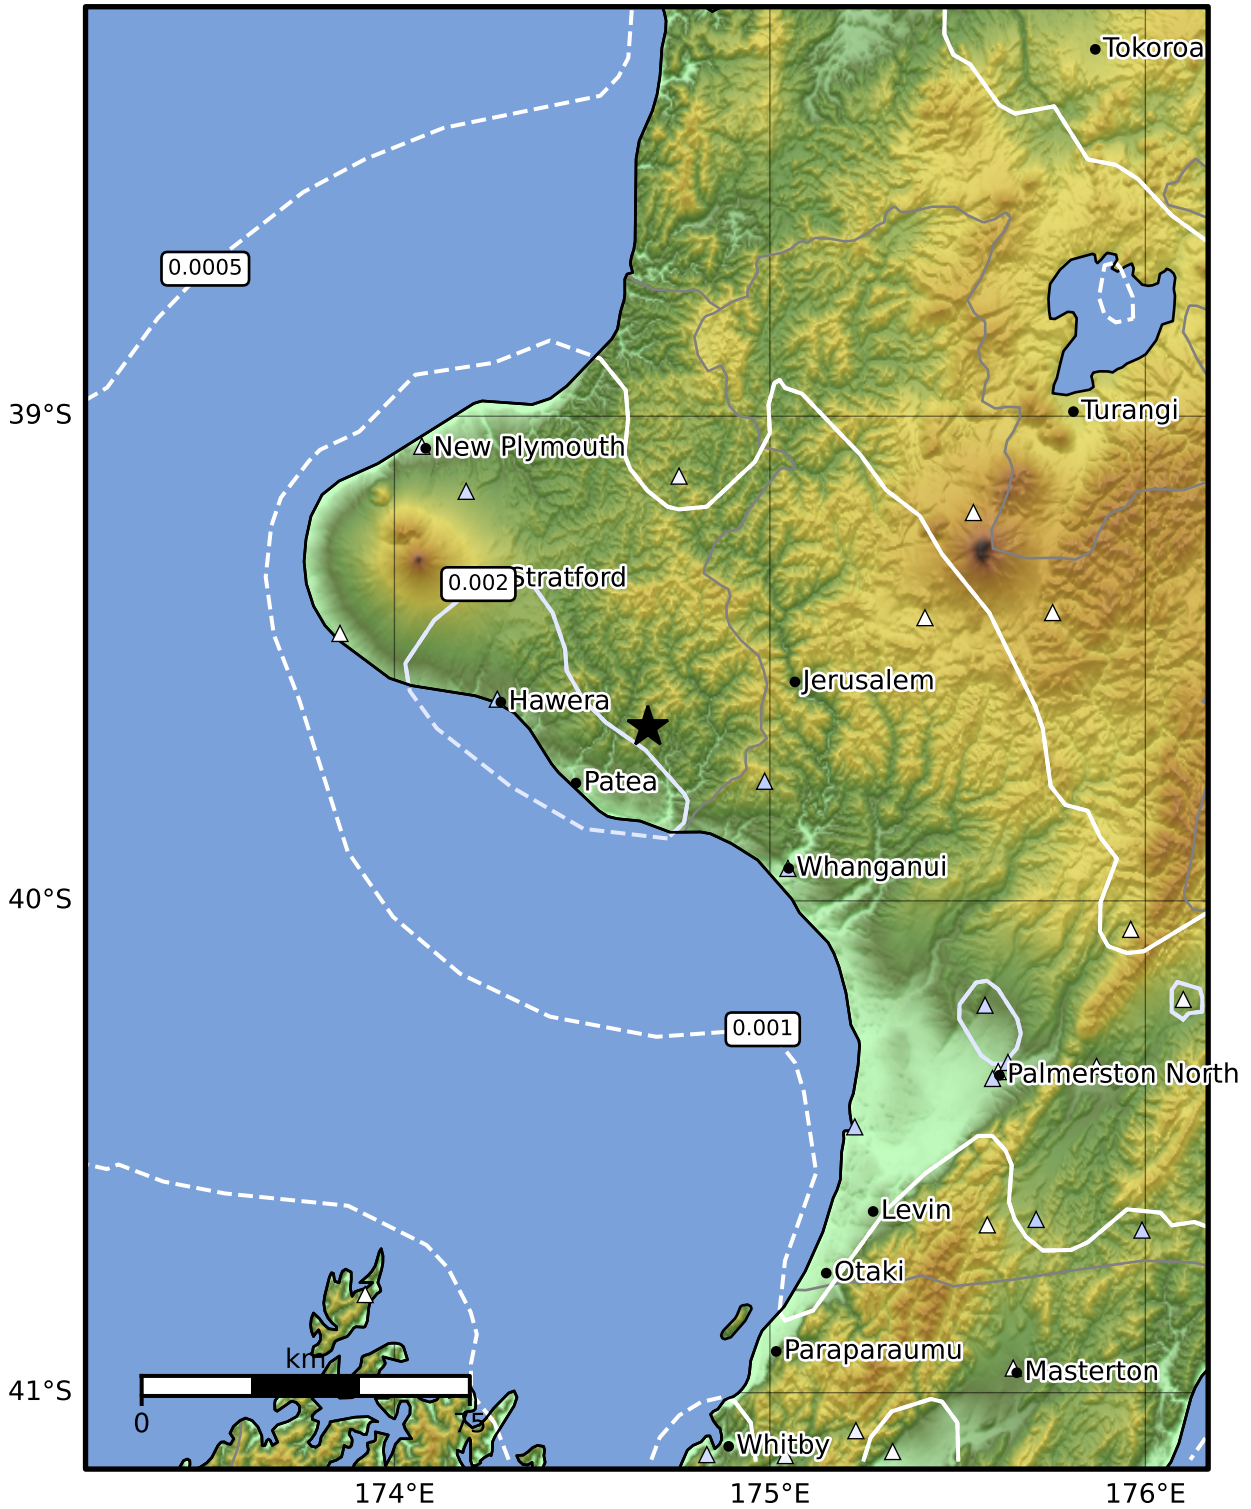 Tokoroa
0.0005
39°S
Turangi
New Plymouth
0.002
Stratford
Jerusalem
Hawera
Patea
Whanganui
40°S
0.001
Palmerston North
Levin
Otaki
Paraparaumu
km
Masterton
41°S
0
75
Whitby
174°E
175°E
176°E